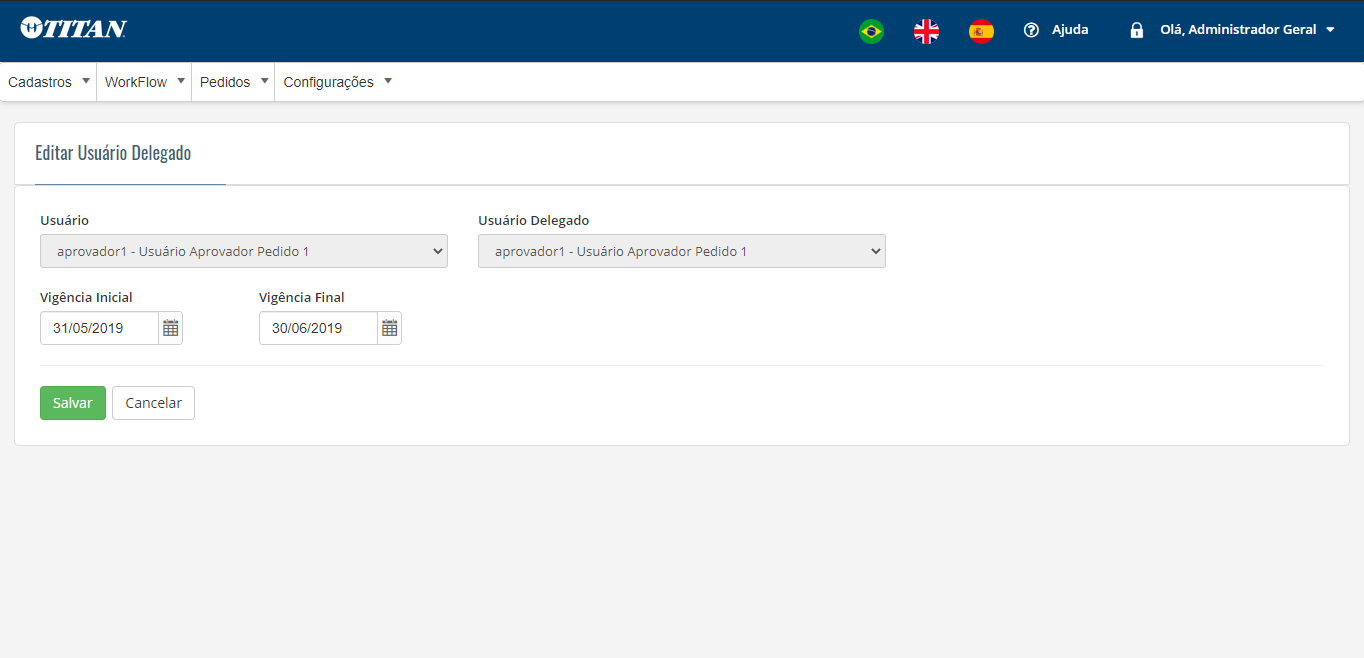 TITAN
Ajuda
Olá, Administrador Geral
Cadastros WorkFlow Pedidos Configurações
Editar Usuário Delegado
Usuário Usuário Delegado
aprovador1 - Usuário Aprovador Pedido 1 aprovador1 - Usuário Aprovador Pedido 1
Vigência Inicial Vigência Final
31/05/2019 30/06/2019
Salvar Cancelar